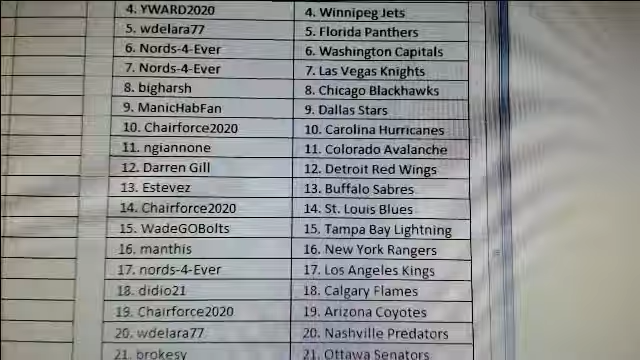 4. YWARD2020 4. Winnipeg Jets
5. wdelara77 5. Florida Panthers
6. Nords-4-Ever 6. Washington Capitals
7. Nords-4-Ever 7. Las Vegas Knights
8. bigharsh 8. Chicago Blackhawks
9. ManicHabFan 9. Dallas Stars
10. Chairforce2020 10. Carolina Hurricanes
11. ngiannone 11. Colorado Avalanche
12. Darren Gill 12. Detroit Red Wings
13. Estevez 13. Buffalo Sabres
14. Chairforce2020 14. St. Louis Blues
15. WadeGOBolts 15. Tampa Bay Lightning
16. manthis 16. New York Rangers
17. nords-4-Ever 17. Los Angeles Kings
18. didio21 18. Calgary Flames
19. Chairforce2020 19. Arizona Coyotes
20. wdelara77 20. Nashville Predators
21. brokesy 21. Ottawa Senators